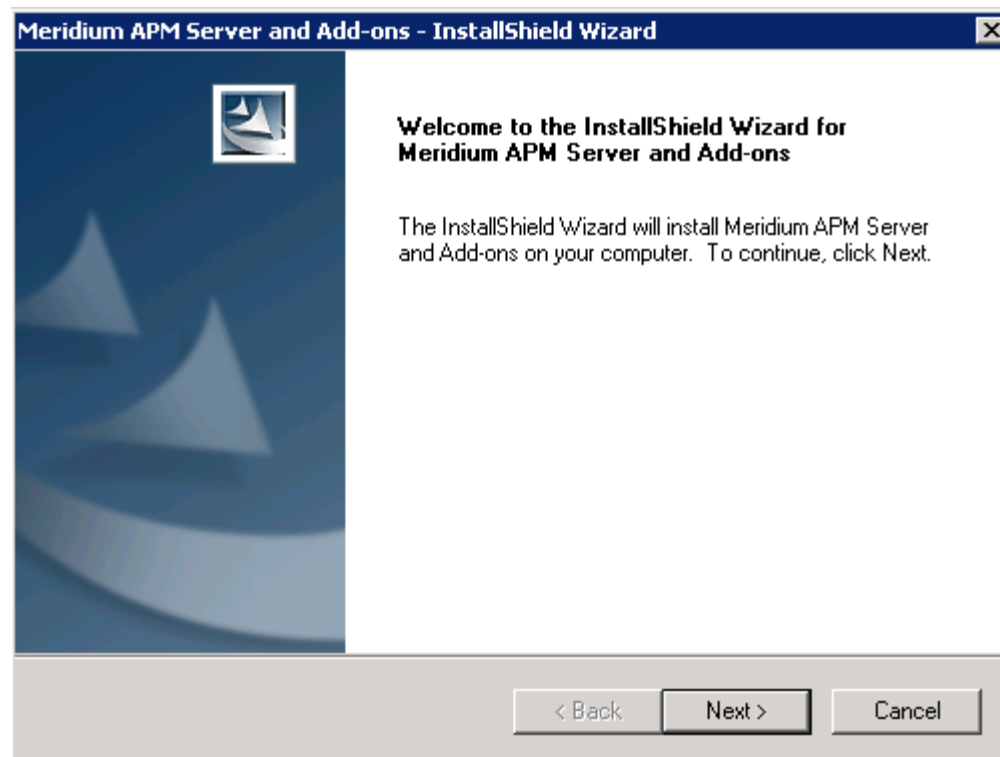 Meridium APM Server and Add-ons - InstallShield Wizard
Welcome to the InstallShield Wizard for
Meridium APM Server and Add-ons
The InstallShield Wizard will install Meridium APM Server
and Add-ons on your computer.  To continue, click Next.
< Back
Next >
Cancel